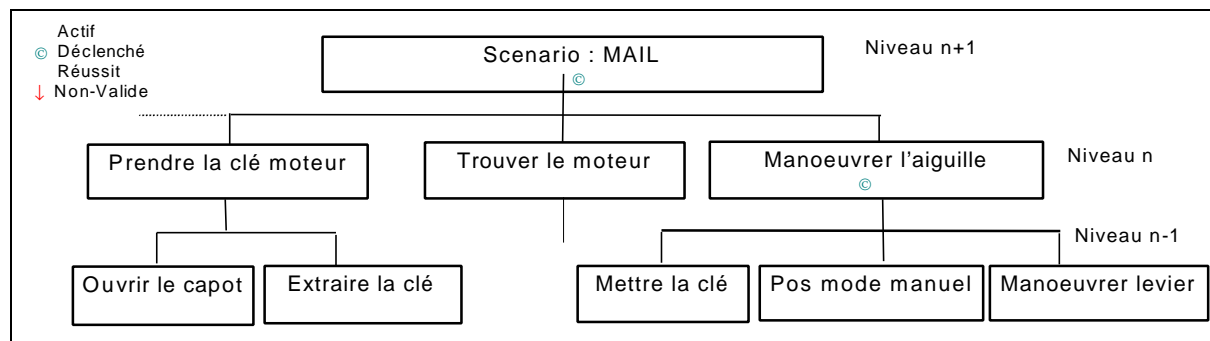 Actif
© Déclenché
Réussit
↓ Non-Valide
Scenario : MAIL
©
Niveau n+1
Prendre la clé moteur
Trouver le moteur
Manoeuvrer l'aiguille
©
Niveau n
Niveau n-1
Ouvrir le capot
Extraire la clé
Mettre la clé
Pos mode manuel
Manoeuvrer levier